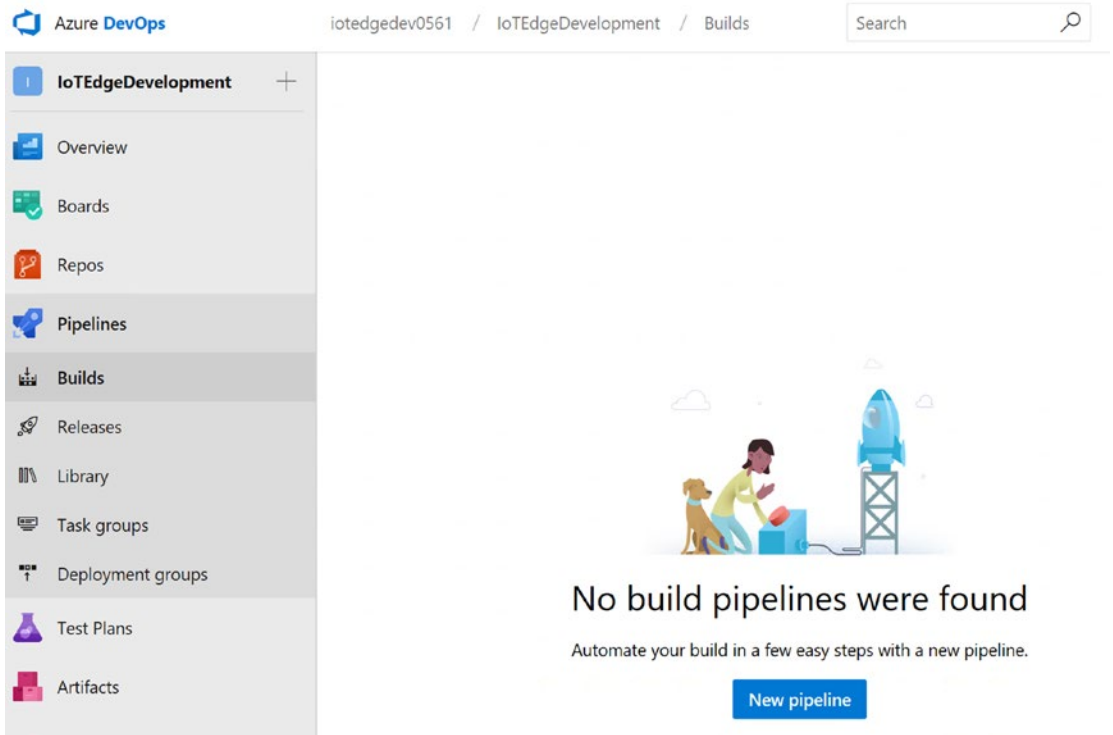 Azure DevOps
iotedgedev0561 / IoTEdgeDevelopment / Builds
Search
I
IoTEdgeDevelopment
Overview
Boards
Repos
Pipelines
Builds
Releases
Library
Task groups
Deployment groups
Test Plans
Artifacts
No build pipelines were found
Automate your build in a few easy steps with a new pipeline.
New pipeline